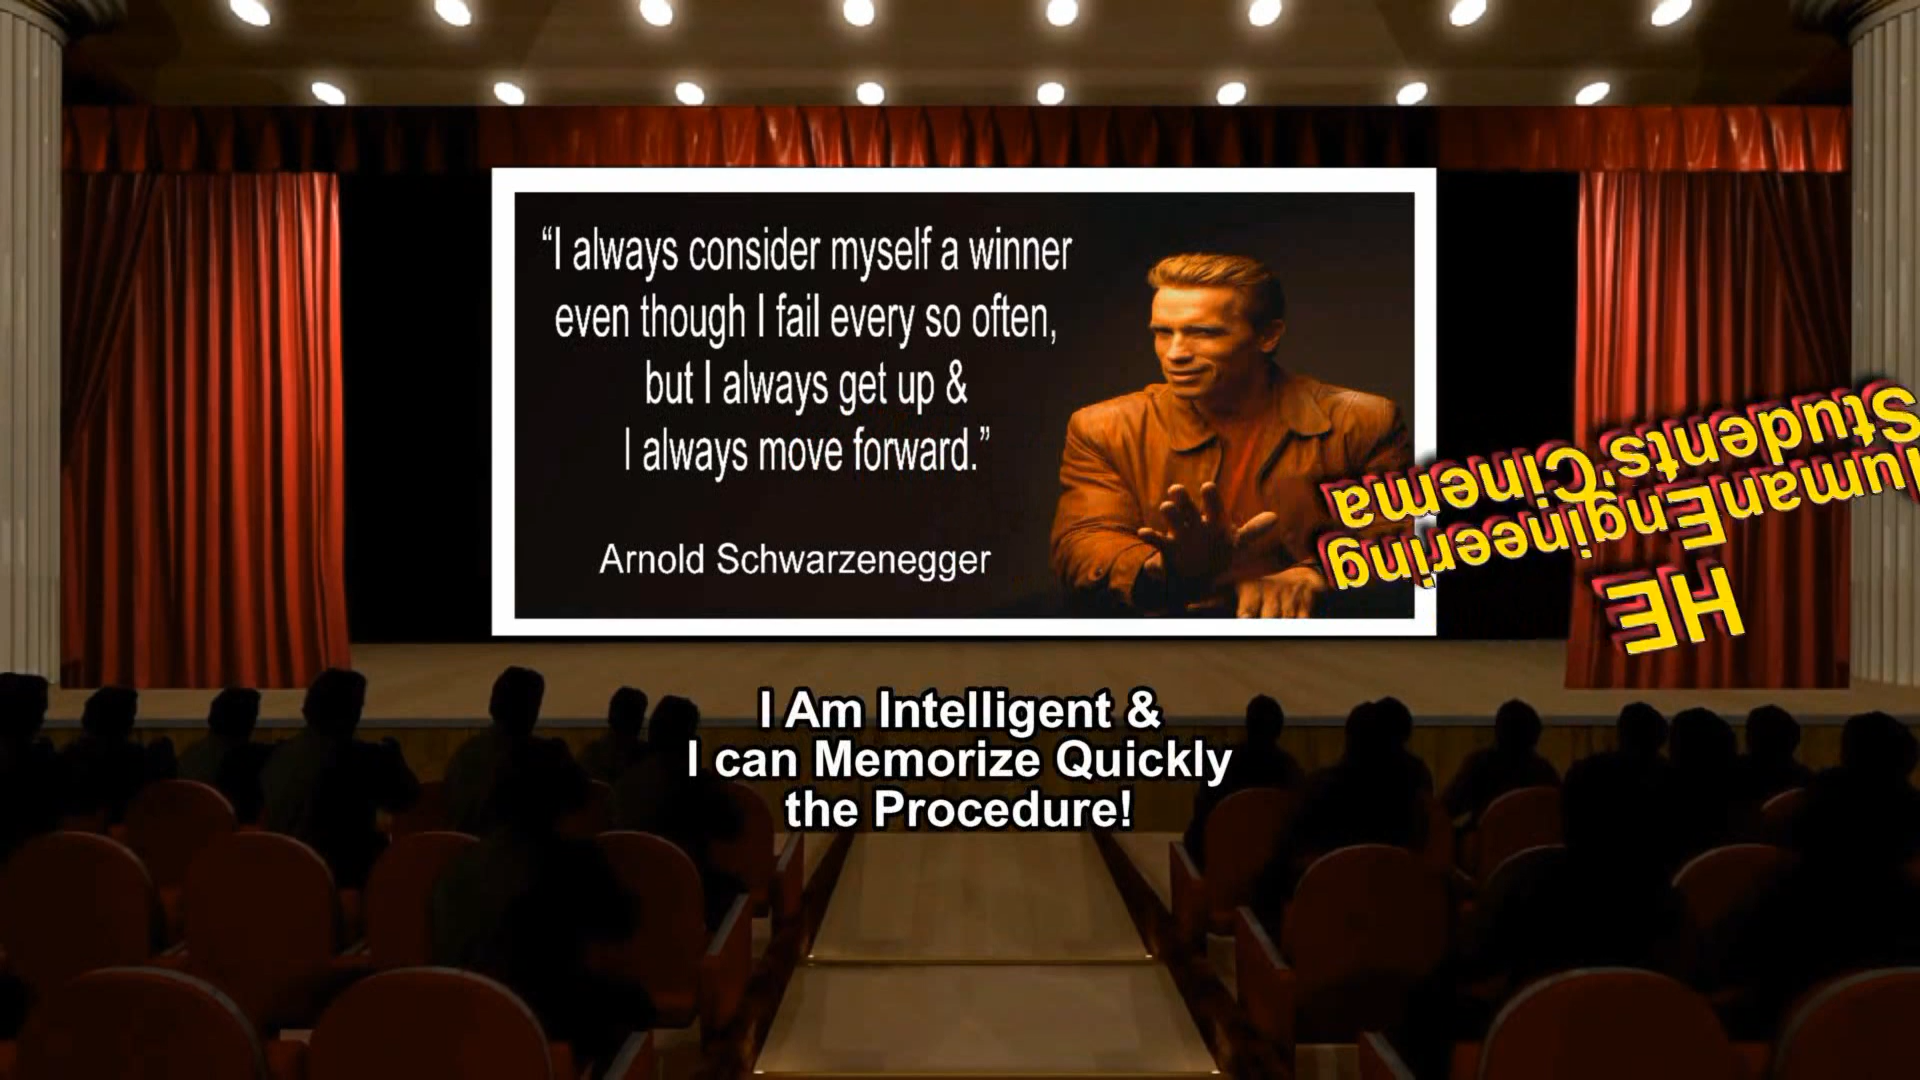 “I always consider myself a winner
even though I fail every so often,
but I always get up &
I always move forward.”
Arnold Schwarzenegger
HE
HumanEngineering
Students'Cinema
I Am Intelligent &
I can Memorize Quickly
the Procedure!